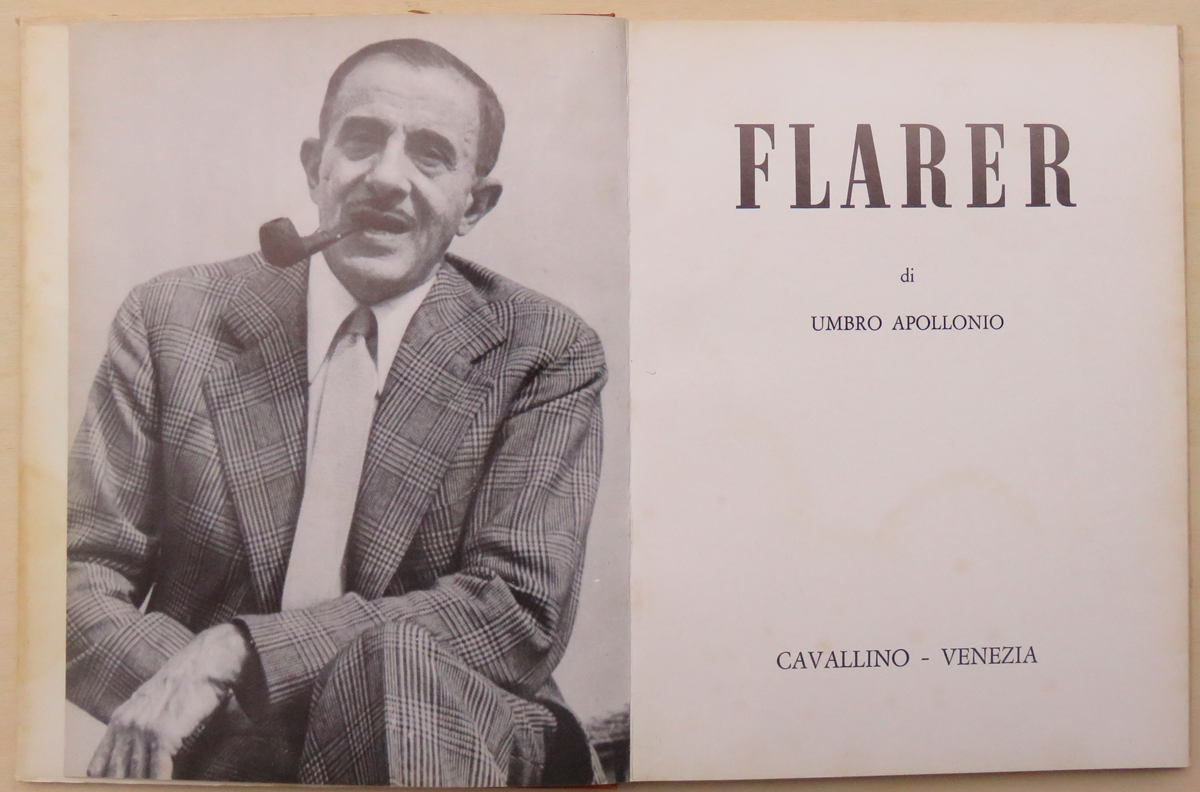 FLARER
di
UMBRO APOLLONIO
CAVALLINO - VENEZIA